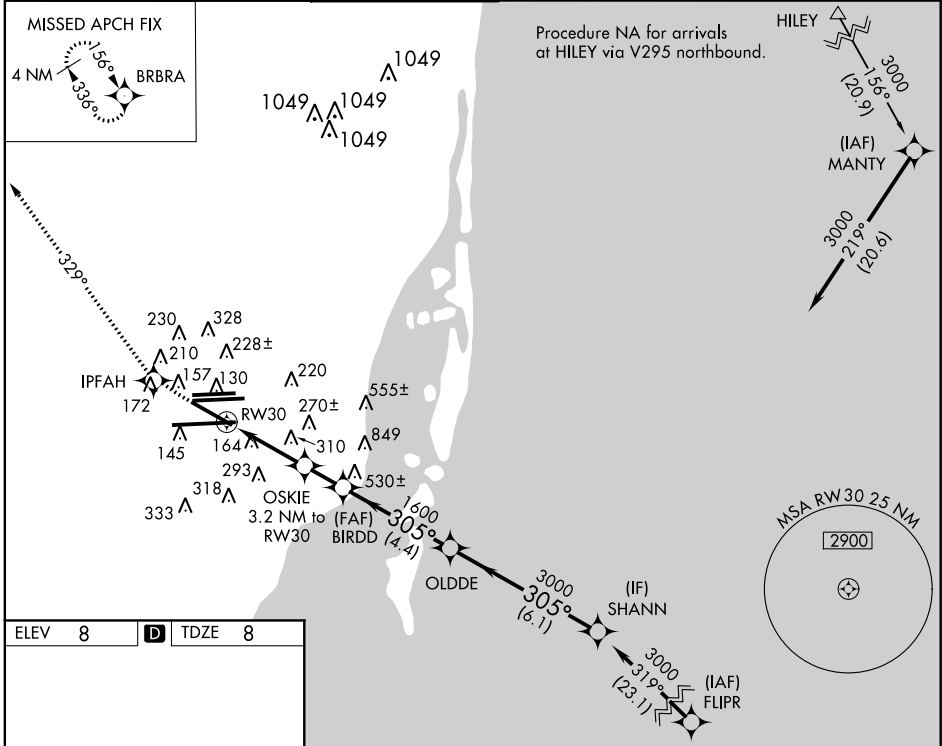 MISSED APCH FIX
4 NM
156°
336°
BRBRA
1049
1049
1049
1049
Procedure NA for arrivals
at HILEY via V295 northbound.
HILEY
3000
156°
(20.9)
(IAF)
MANTY
3000
219°
(20.6)
329°
230
328
210
228±
IPFAH
157
130
220
172
555±
RW30
270±
145
164
310
849
293
530±
318
333
OSKIE
3.2 NM to
RW30
(FAF)
BIRDD
1600
305°
(4.4)
OLDDE
3000
305°
(6.1)
(IF)
SHANN
3000
319°
(23.1)
(IAF)
FLIPR
MSA RW30 25 NM
2900
ELEV 8 D TDZE 8